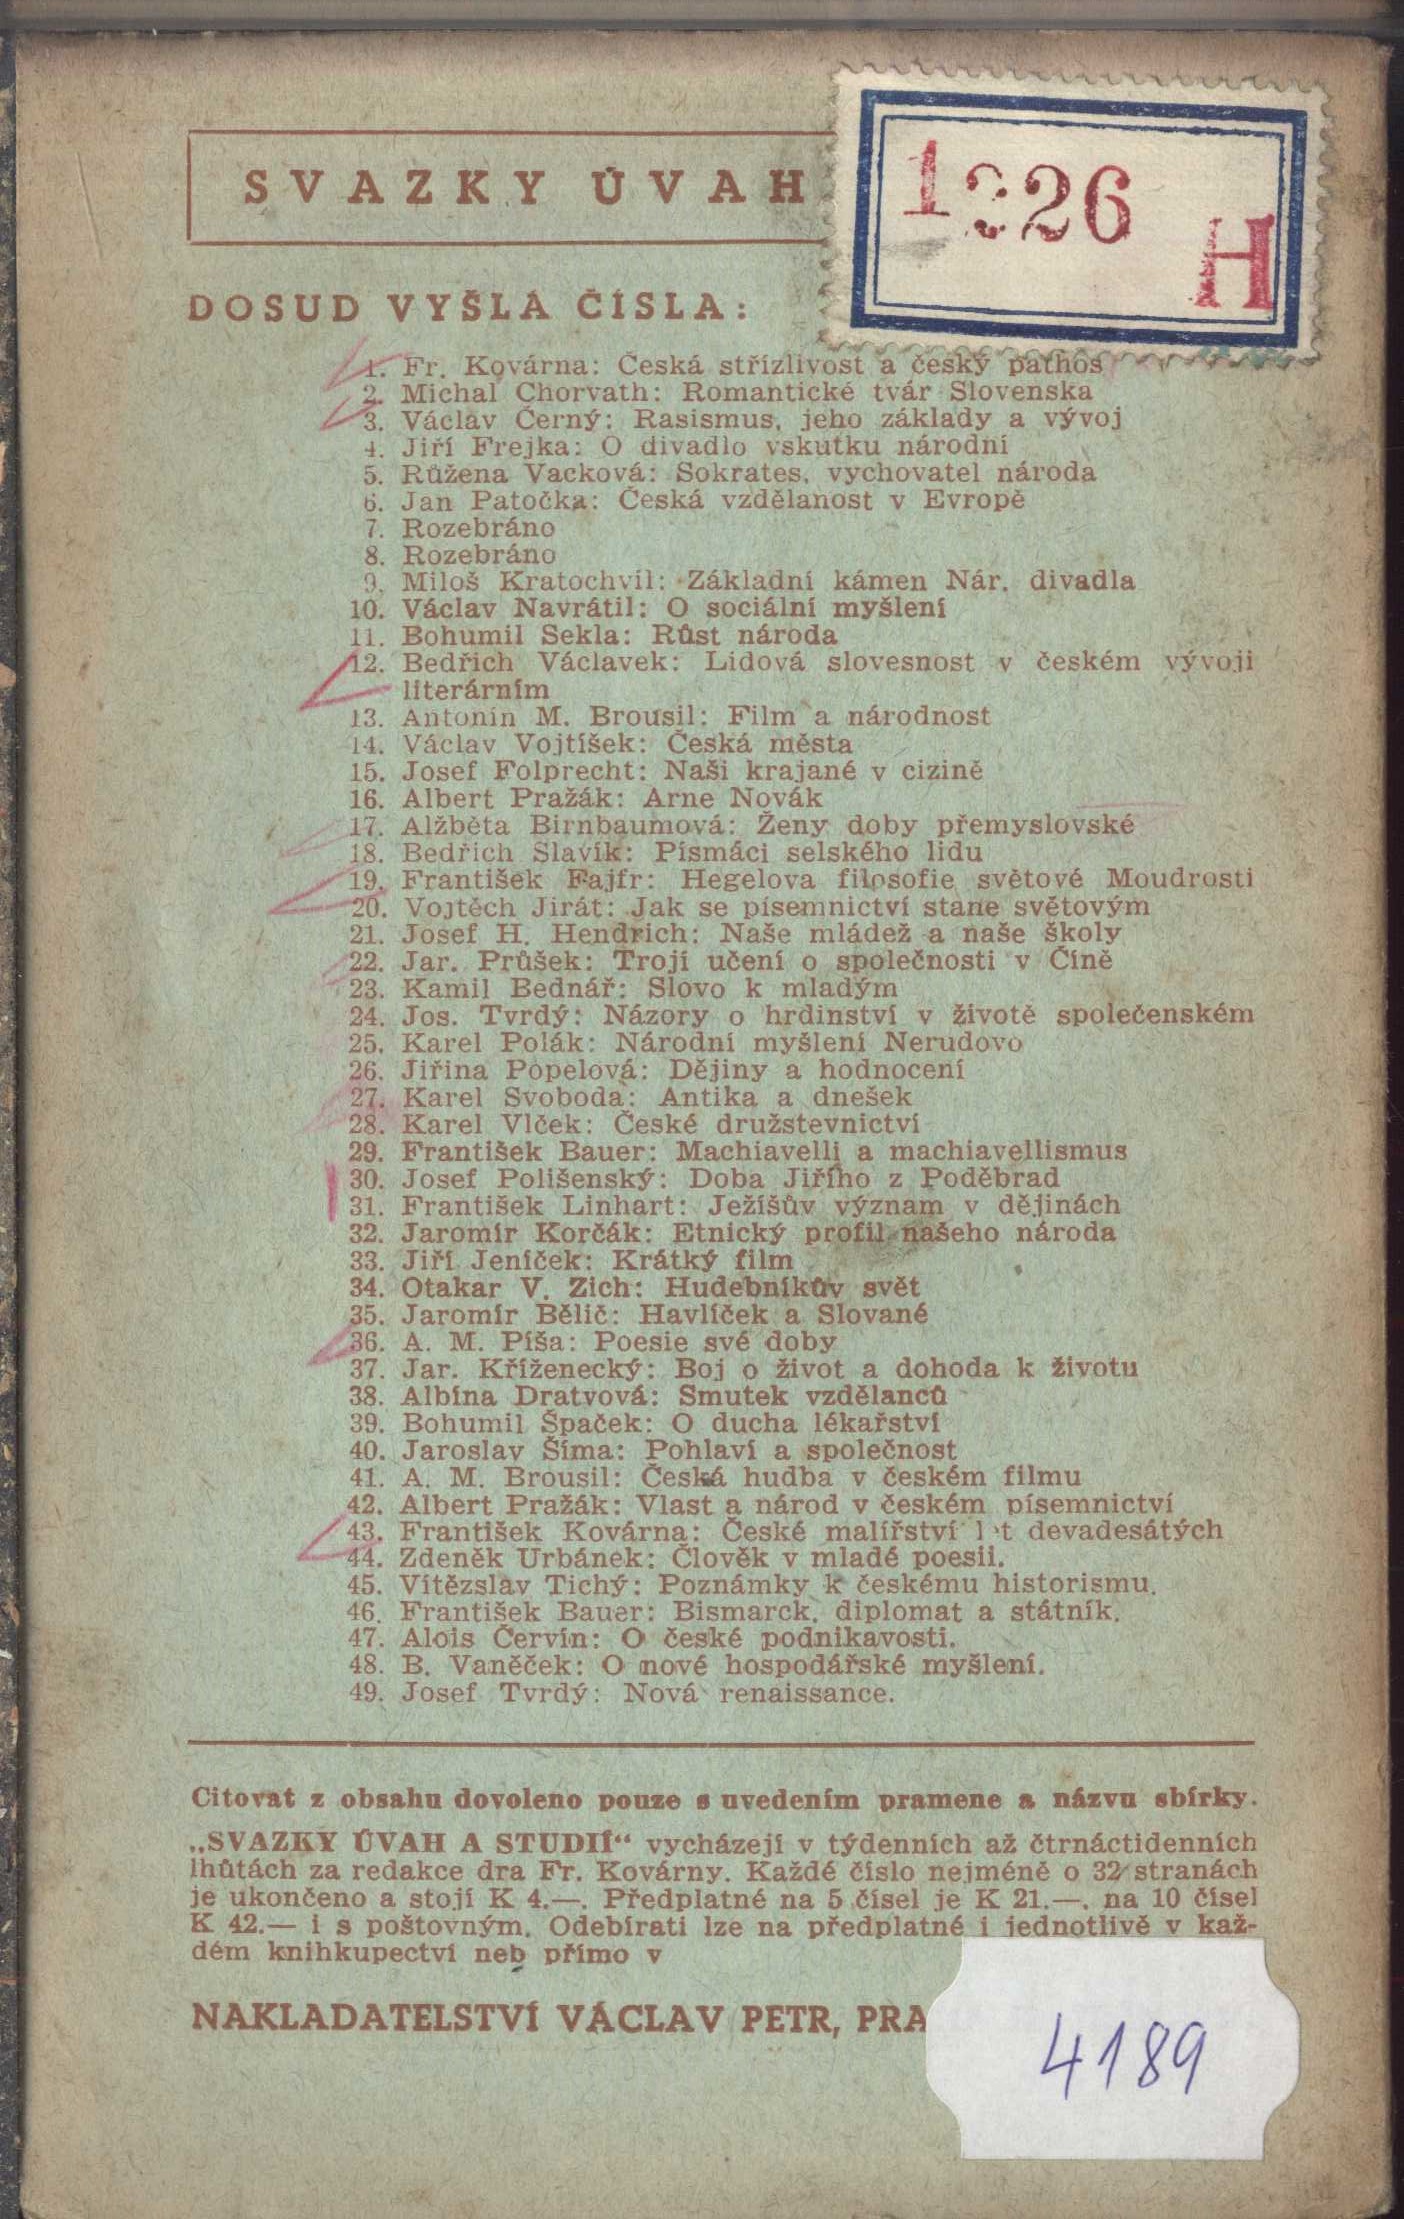 SVAZKY ÚVAH
1226
H
DOSUD VYŠLA ČÍSLA:
1. Fr. Kovárna: Česká střízlivost a český pathos
2. Michal Chorvath: Romantické tvár Slovenska
3. Václav Černý: Rasismus, jeho základy a vývoj
4. Jiří Frejka: O divadlo vskutku národní
5. Růžena Vacková: Sokrates, vychovatel národa
6. Jan Patočka: Česká vzdělanost v Evropě
7. Rozebráno
8. Rozebráno
9. Miloš Kratochvíl: Základní kámen Nár. divadla
10. Václav Navrátil: O sociální myšlení
11. Bohumil Sekla: Růst národa
12. Bedřich Václavek: Lidová slovesnost v českém vývoji
literárním
13. Antonín M. Brousil: Film a národnost
14. Václav Vojtíšek: Česká města
15. Josef Folprecht: Naši krajané v cizině
16. Albert Pražák: Arne Novák
17. Alžběta Birnbaumová: Ženy doby přemyslovské
18. Bedřich Slavík: Písmáci selského lidu
19. František Fajfr: Hegelova filosofie světové Moudrosti
20. Vojtěch Jirát: Jak se písemnictví stane světovým
21. Josef H. Hendrich: Naše mládež a naše školy
22. Jar. Průšek: Trojí učení o společnosti v Číně
23. Kamil Bednář: Slovo k mladým
24. Jos. Tvrdý: Názory o hrdinství v životě společenském
25. Karel Polák: Národní myšlení Nerudovo
26. Jiřina Popelová: Dějiny a hodnocení
27. Karel Svoboda: Antika a dnešek
28. Karel Vlček: České družstevnictví
29. František Bauer: Machiavelli a machiavellismus
30. Josef Polišenský: Doba Jiřího z Poděbrad
31. František Linhart: Ježíšův význam v dějinách
32. Jaromír Korčák: Etnický profil našeho národa
33. Jiří Jeníček: Krátký film
34. Otakar V. Zich: Hudebníkův svět
35. Jaromír Bělič: Havlíček a Slované
36. A. M. Píša: Poesie své doby
37. Jar. Kříženecký: Boj o život a dohoda k životu
38. Albína Dratvová: Smutek vzdělanců
39. Bohumil Špaček: O ducha lékařství
40. Jaroslav Šíma: Pohlaví a společnost
41. A. M. Brousil: Česká hudba v českém filmu
42. Albert Pražák: Vlast a národ v českém písemnictví
43. František Kovárna: České malířství l t devadesátých
44. Zdeněk Urbánek: Člověk v mladé poesii.
45. Vítězslav Tichý: Poznámky k českému historismu.
46. František Bauer: Bismarck, diplomat a státník.
47. Alois Červín: O české podnikavosti.
48. B. Vaněček: O nové hospodářské myšlení.
49. Josef Tvrdý: Nová renaissance.
Citovat z obsahu dovoleno pouze s uvedením pramene a názvu sbírky.
„SVAZKY ÚVAH A STUDIÍ“ vycházejí v týdenních až čtrnáctidenních
lhůtách za redakce dra Fr. Kovárny. Každé číslo nejméně o 32 stranách
je ukončeno a stojí K 4.—. Předplatné na 5 čísel je K 21.—, na 10 čísel
K 42.— i s poštovným. Odebírati lze na předplatné i jednotlivě v kaž-
dém knihkupectví neb přímo v
NAKLADATELSTVÍ VÁCLAV PETR, PRA
4189